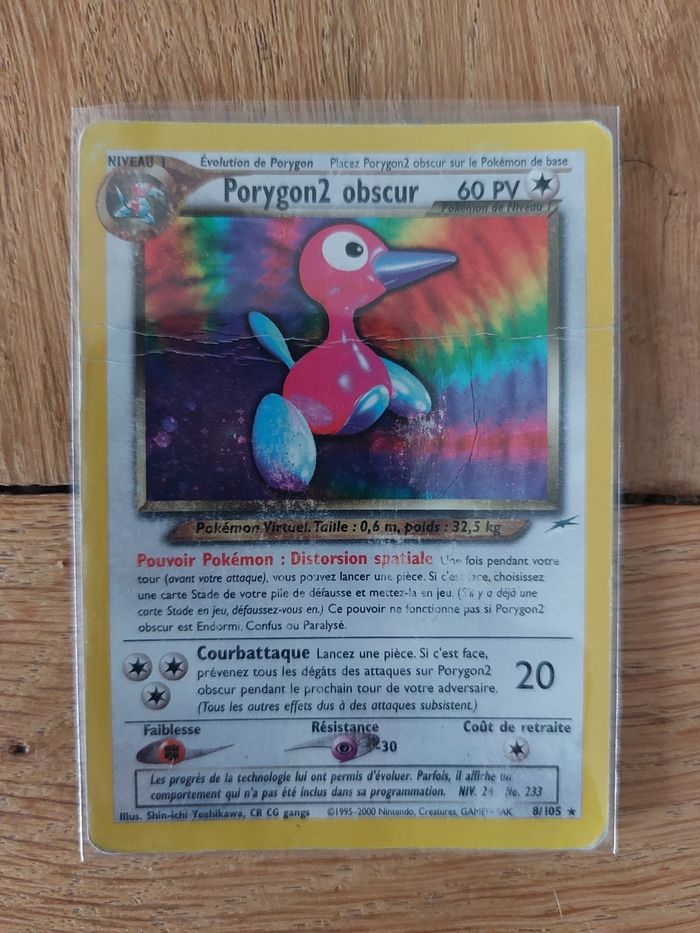 NIVEAU 1 Évolution de Porygon Placez Porygon2 obscur sur le Pokémon de base
Porygon2 obscur 60 PV
Pokémon de Niveau 1
Pokémon Virtuel. Taille : 0,6 m, poids : 32,5 kg
Pouvoir Pokémon : Distorsion spatiale Une fois pendant votre
tour (avant votre attaque), vous pouvez lancer une pièce. Si c'est face, choisissez
une carte Stade de votre pile de défausse et mettez-la en jeu. (S'il y a déjà une
carte Stade en jeu, défaussez-vous en.) Ce pouvoir ne fonctionne pas si Porygon2
obscur est Endormi, Confus ou Paralysé.
Courbattaque Lancez une pièce. Si c'est face,
prévenez tous les dégâts des attaques sur Porygon2
obscur pendant le prochain tour de votre adversaire.
(Tous les autres effets dus à des attaques subsistent.)
20
Faiblesse Résistance Coût de retraite
-30
Les progrès de la technologie lui ont permis d'évoluer. Parfois, il affiche un
comportement qui n'a pas été inclus dans sa programmation. NIV. 24 No. 233
Illus. Shin-ichi Yoshikawa, CR CG gangs ©1995-2000 Nintendo, Creatures, GAMEFREAK. 8/105 ★